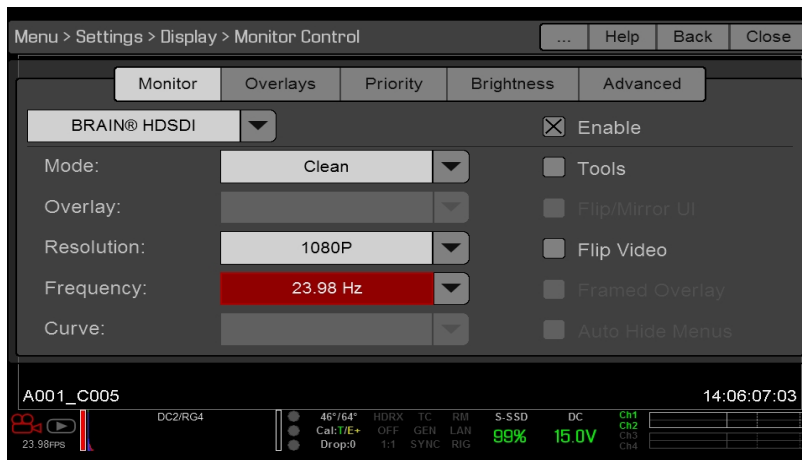 Menu > Settings > Display > Monitor Control ... Help Back Close
Monitor Overlays Priority Brightness Advanced
BRAIN® HDSDI Enable
Mode: Clean Tools
Overlay: Flip/Mirror UI
Resolution: 1080P Flip Video
Frequency: 23.98 Hz Framed Overlay
Curve: Auto Hide Menus
A001_C005 14:06:07:03
DC2/RG4 46°/64° HDRX TC RM S-SSD DC Ch1
Cal:T/E+ OFF GEN LAN 99% 15.0V Ch2
23.98FPS Drop:0 1:1 SYNC RIG Ch3
Ch4